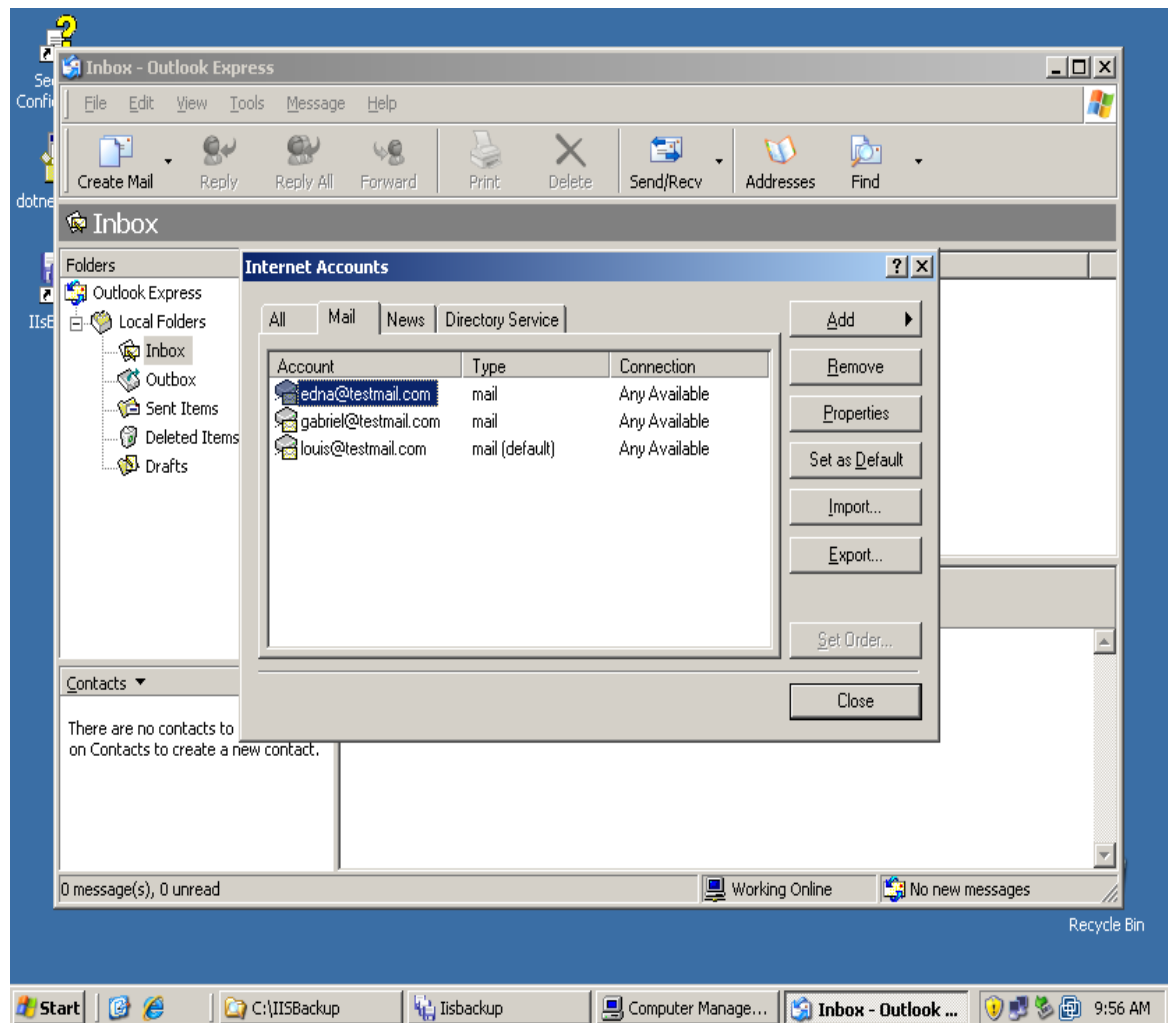 Inbox - Outlook Express
File Edit View Tools Message Help
Create Mail Reply Reply All Forward Print Delete Send/Recv Addresses Find
Inbox
Folders
Outlook Express
Local Folders
Inbox
Outbox
Sent Items
Deleted Items
Drafts
Internet Accounts
All Mail News Directory Service
Account Type Connection
edna@testmail.com mail Any Available
gabriel@testmail.com mail Any Available
louis@testmail.com mail (default) Any Available
Add
Remove
Properties
Set as Default
Import...
Export...
Set Order...
Close
Contacts
There are no contacts to
on Contacts to create a new contact.
0 message(s), 0 unread Working Online No new messages
Recycle Bin
Start C:\IISBackup Iisbackup Computer Manage... Inbox - Outlook ... 9:56 AM